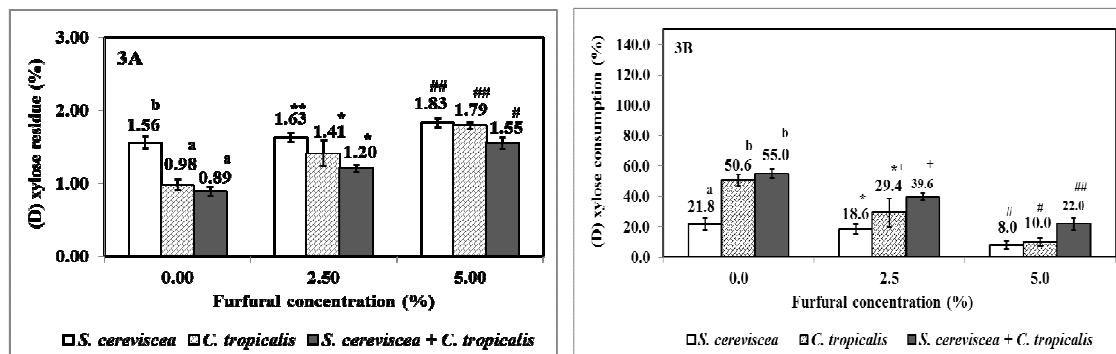 3A
(D) xylose residue (%)
3.00
2.00
1.00
0.00
b
1.56
a
0.98
a
0.89
**
1.63
*
1.41
*
1.20
##
1.83
##
1.79
#
1.55
0.00 2.50 5.00
Furfural concentration (%)
S. cereviscea C. tropicalis S. cereviscea + C. tropicalis
3B
(D) xylose consumption (%)
140.0
120.0
100.0
80.0
60.0
40.0
20.0
0.0
a
21.8
b
50.6
b
55.0
*
18.6
*+
29.4
+
39.6
#
8.0
#
10.0
##
22.0
0.0 2.5 5.0
Furfural concentration (%)
S. cereviscea C. tropicalis S. cereviscea + C. tropicalis